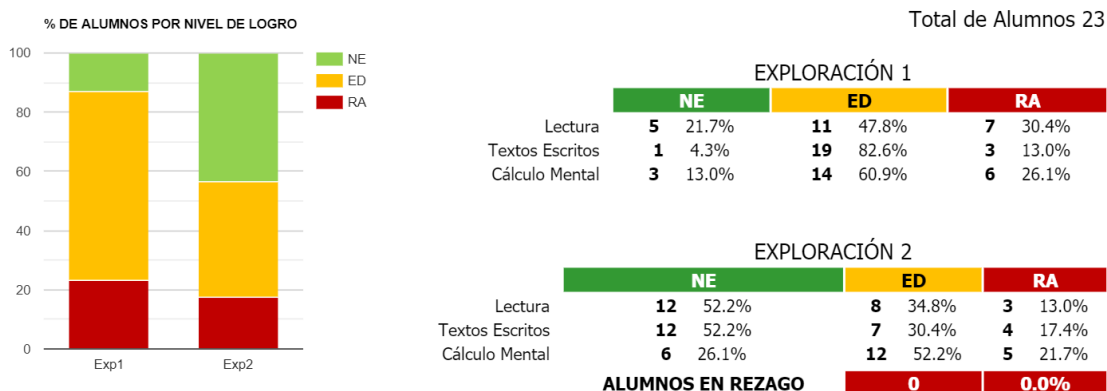 % DE ALUMNOS POR NIVEL DE LOGRO
100
80
60
40
20
0
Exp1 Exp2
NE
ED
RA
Total de Alumnos 23
EXPLORACIÓN 1
NE ED RA
Lectura 5 21.7% 11 47.8% 7 30.4%
Textos Escritos 1 4.3% 19 82.6% 3 13.0%
Cálculo Mental 3 13.0% 14 60.9% 6 26.1%
EXPLORACIÓN 2
NE ED RA
Lectura 12 52.2% 8 34.8% 3 13.0%
Textos Escritos 12 52.2% 7 30.4% 4 17.4%
Cálculo Mental 6 26.1% 12 52.2% 5 21.7%
ALUMNOS EN REZAGO 0 0.0%